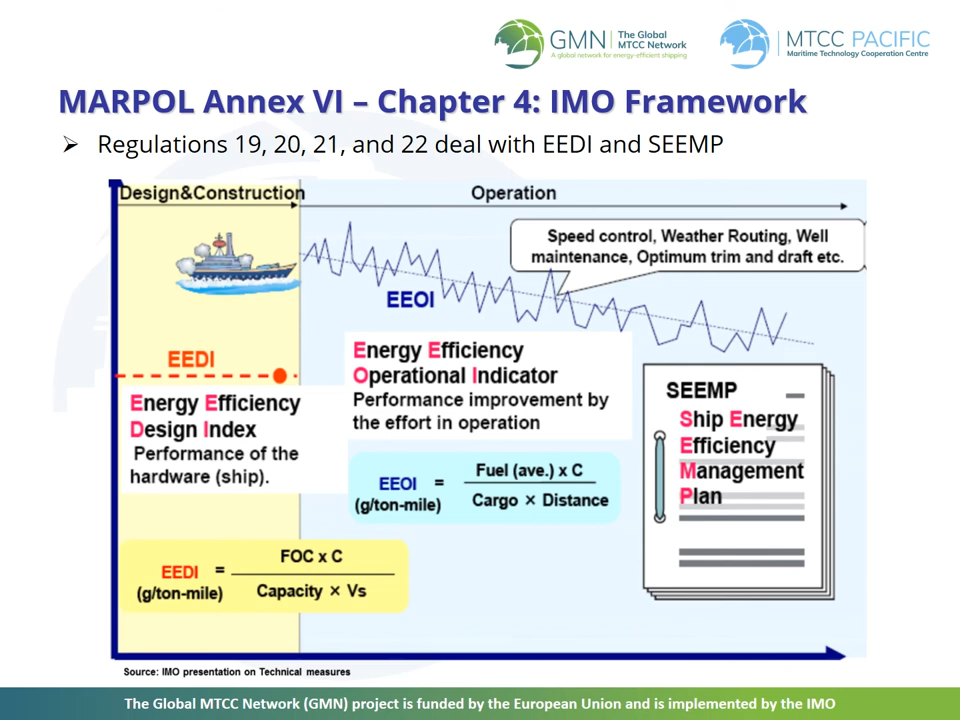 GMN
The Global
MTCC Network
A global network for energy-efficient shipping
MTCC PACIFIC
Maritime Technology Cooperation Centre
MARPOL Annex VI – Chapter 4: IMO Framework
➢ Regulations 19, 20, 21, and 22 deal with EEDI and SEEMP
Design&Construction
Operation
Speed control, Weather Routing, Well
maintenance, Optimum trim and draft etc.
EEOI
EEDI
Energy Efficiency
Design Index
Performance of the
hardware (ship).
Energy Efficiency
Operational Indicator
Performance improvement by
the effort in operation
EEOI = Fuel (ave.) x C
(g/ton-mile) Cargo × Distance
SEEMP
Ship Energy
Efficiency
Management
Plan
EEDI = FOC x C
(g/ton-mile) Capacity × Vs
Source: IMO presentation on Technical measures
The Global MTCC Network (GMN) project is funded by the European Union and is implemented by the IMO